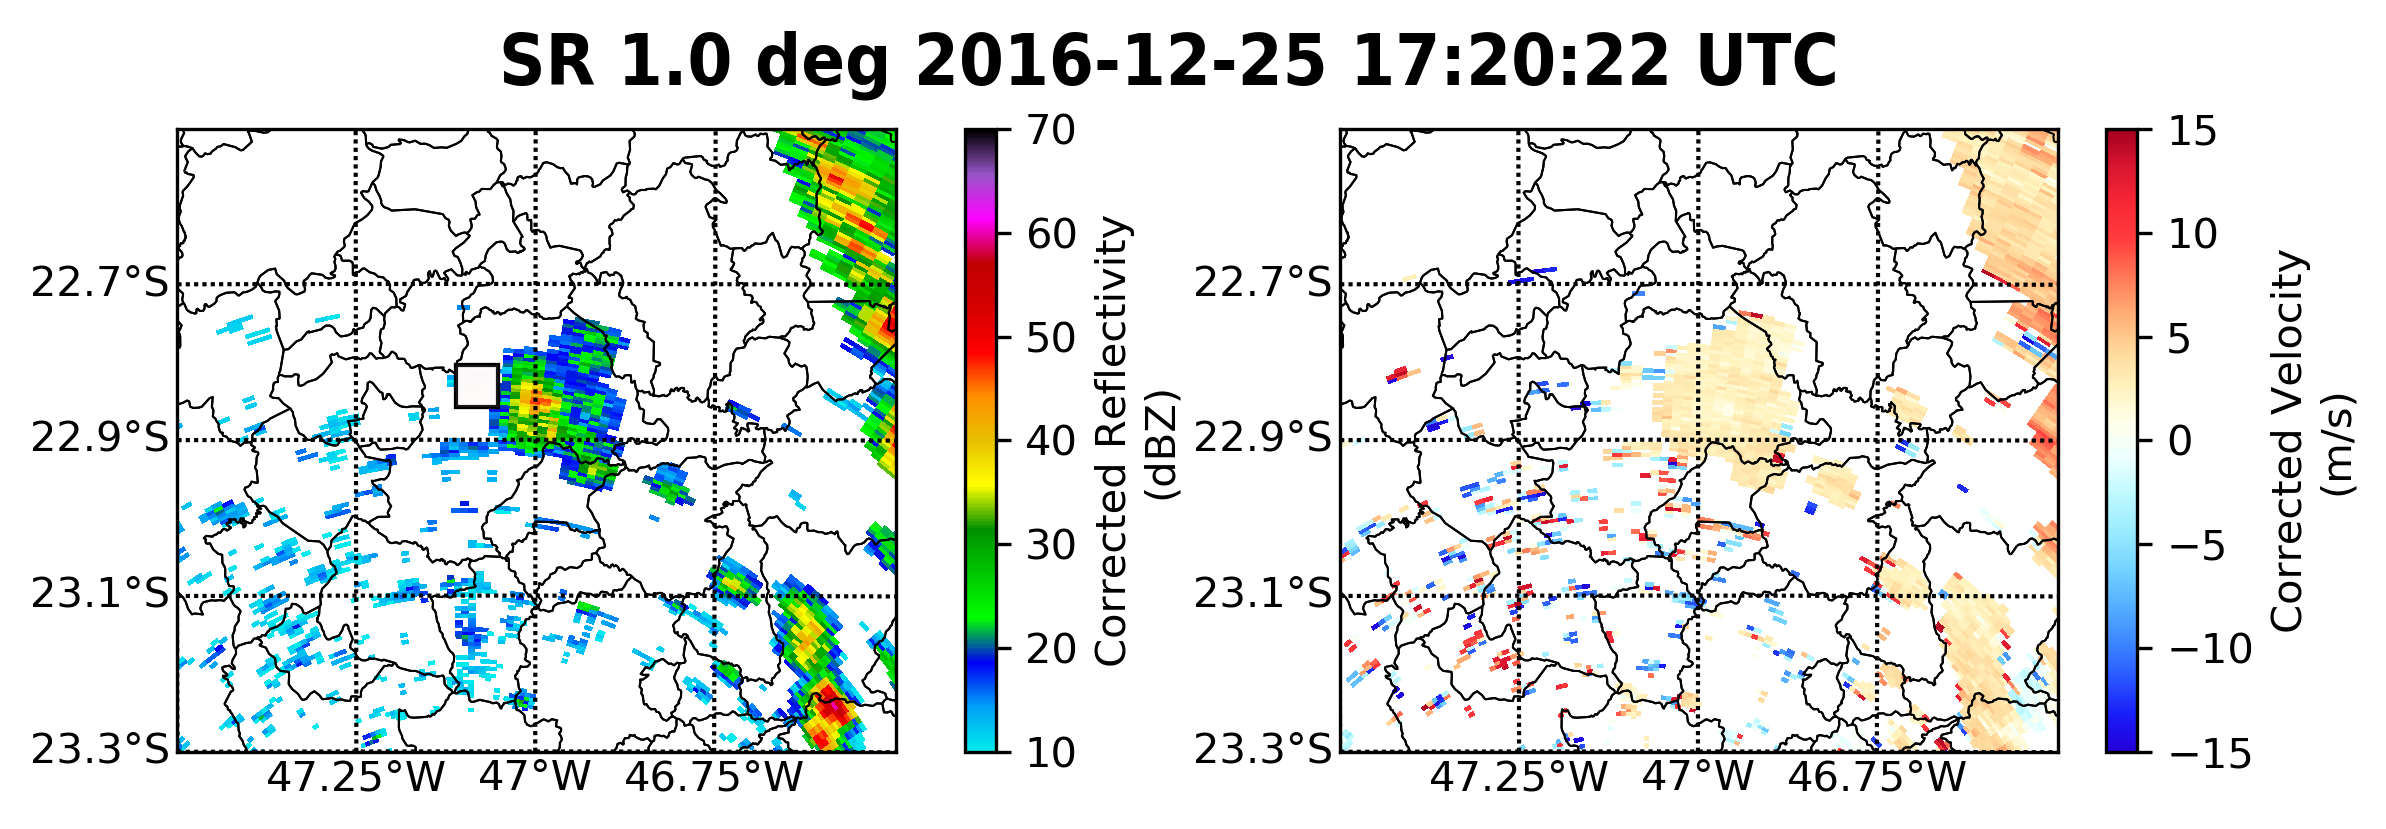 SR 1.0 deg 2016-12-25 17:20:22 UTC
22.7°S
22.9°S
23.1°S
23.3°S
47.25°W 47°W 46.75°W
70
60
50
40
30
20
10
Corrected Reflectivity
(dBZ)
22.7°S
22.9°S
23.1°S
23.3°S
47.25°W 47°W 46.75°W
15
10
5
0
−5
−10
−15
Corrected Velocity
(m/s)